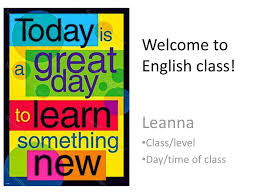 Today is
a great
day
to learn
something
new
Welcome to
English class!
Leanna
•Class/level
•Day/time of class